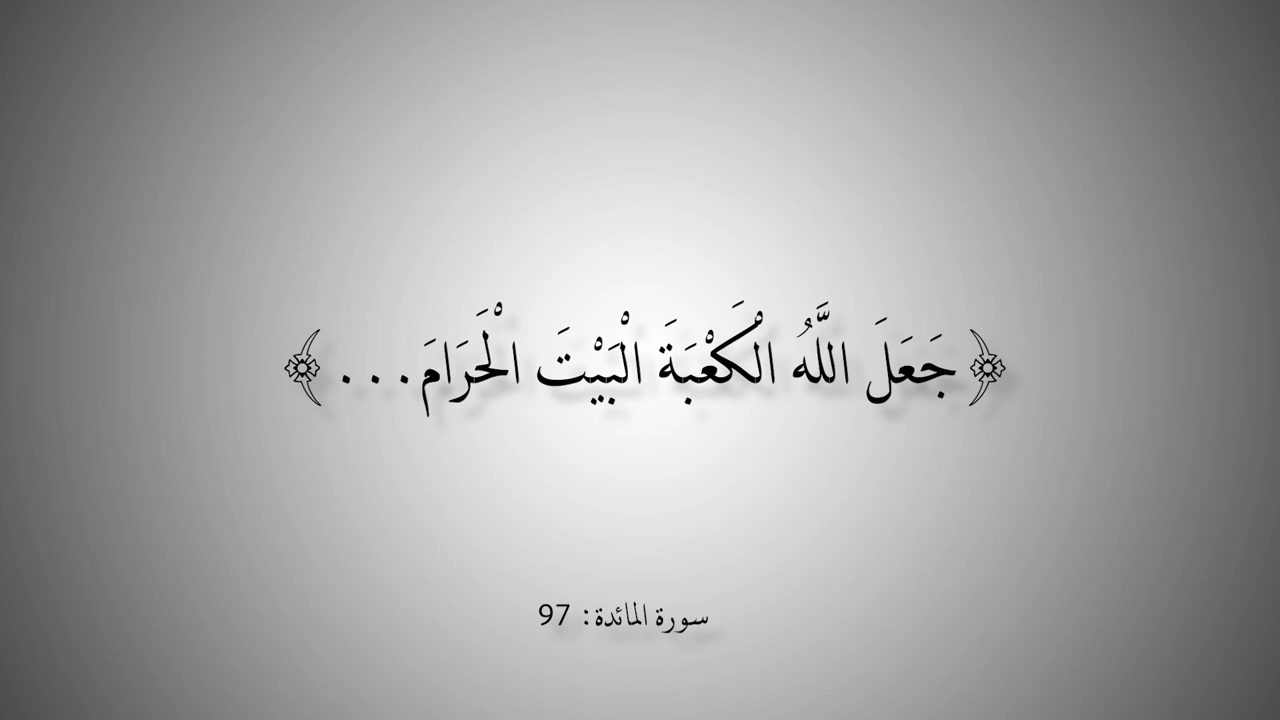 ﴿ جَعَلَ اللَّهُ الْكَعْبَةَ الْبَيْتَ الْحَرَامَ... ﴾
سورة المائدة: 97